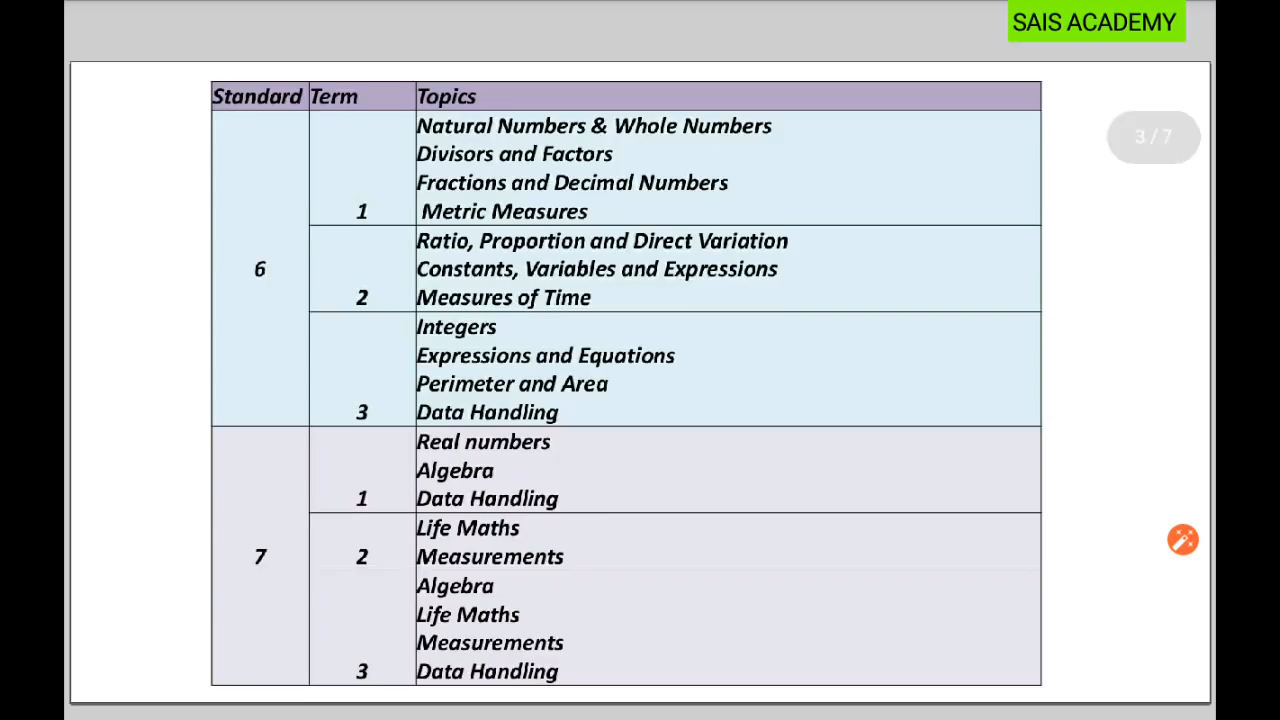 SAIS ACADEMY
Standard Term Topics
Natural Numbers & Whole Numbers
Divisors and Factors
Fractions and Decimal Numbers
1 Metric Measures
Ratio, Proportion and Direct Variation
6 Constants, Variables and Expressions
2 Measures of Time
Integers
Expressions and Equations
Perimeter and Area
3 Data Handling
Real numbers
Algebra
1 Data Handling
Life Maths
7 2 Measurements
Algebra
Life Maths
Measurements
3 Data Handling
3 / 7